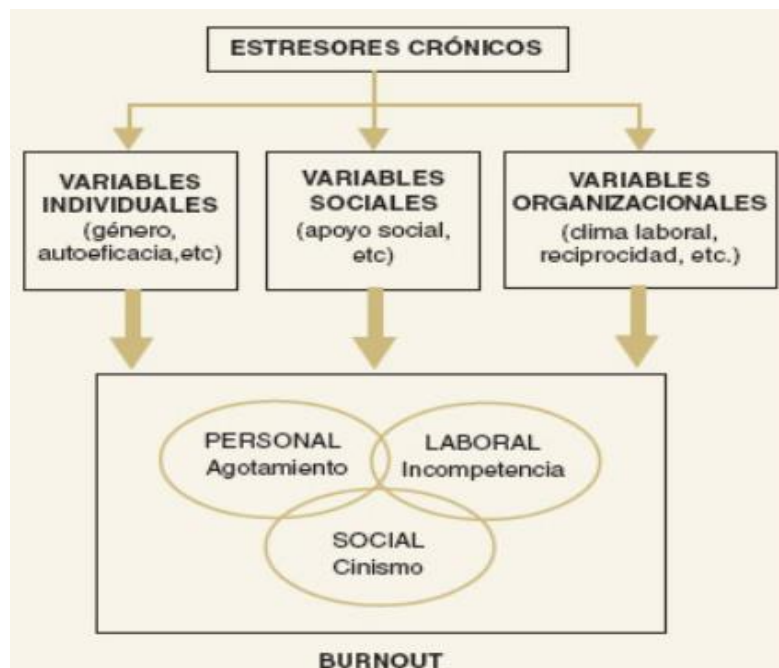 ESTRESORES CRÓNICOS
VARIABLES
INDIVIDUALES
(género,
autoeficacia,etc)
VARIABLES
SOCIALES
(apoyo social,
etc)
VARIABLES
ORGANIZACIONALES
(clima laboral,
reciprocidad, etc.)
PERSONAL
Agotamiento
LABORAL
Incompetencia
SOCIAL
Cinismo
BURNOUT